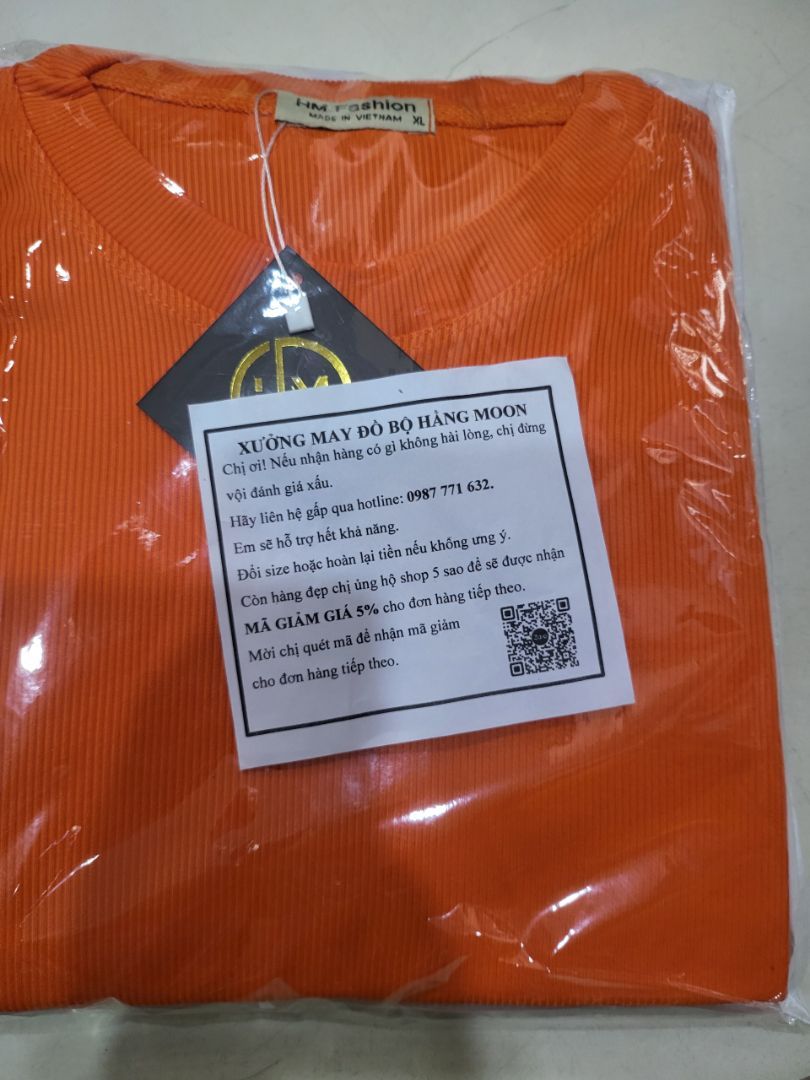 HM Fashion
MADE IN VIETNAM XL
HM
XƯỞNG MAY ĐỒ BỘ HẰNG MOON
Chị ơi! Nếu nhận hàng có gì không hài lòng, chị đừng
vội đánh giá xấu.
Hãy liên hệ gấp qua hotline: 0987 771 632.
Em sẽ hỗ trợ hết khả năng.
Đổi size hoặc hoàn lại tiền nếu không ưng ý.
Còn hàng đẹp chị ủng hộ shop 5 sao để sẽ được nhận
MÃ GIẢM GIÁ 5% cho đơn hàng tiếp theo.
Mời chị quét mã để nhận mã giảm
cho đơn hàng tiếp theo.